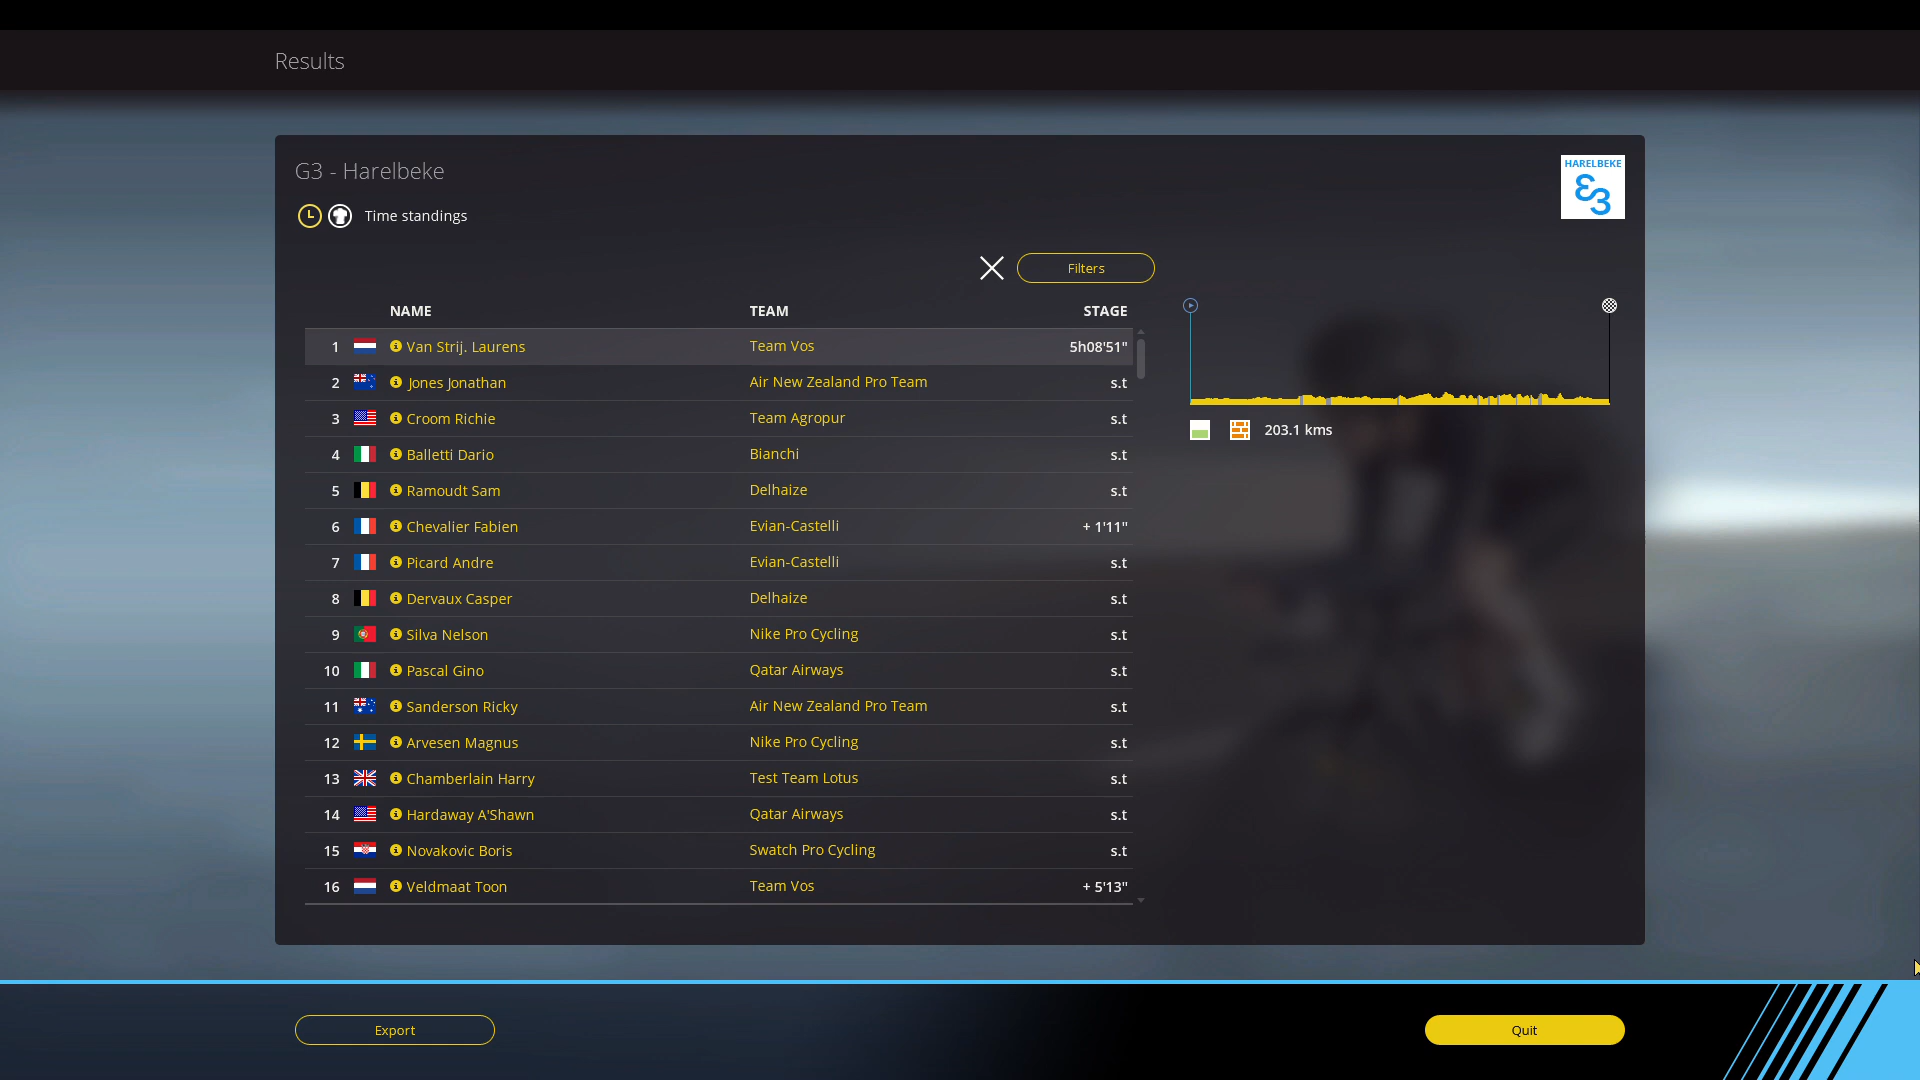 Results
G3 - Harelbeke
HARELBEKE
ε3
Time standings
Filters
NAME TEAM STAGE
1 Van Strij. Laurens Team Vos 5h08'51''
2 Jones Jonathan Air New Zealand Pro Team s.t
3 Croom Richie Team Agropur s.t
4 Balletti Dario Bianchi s.t
5 Ramoudt Sam Delhaize s.t
6 Chevalier Fabien Evian-Castelli + 1'11''
7 Picard Andre Evian-Castelli s.t
8 Dervaux Casper Delhaize s.t
9 Silva Nelson Nike Pro Cycling s.t
10 Pascal Gino Qatar Airways s.t
11 Sanderson Ricky Air New Zealand Pro Team s.t
12 Arvesen Magnus Nike Pro Cycling s.t
13 Chamberlain Harry Test Team Lotus s.t
14 Hardaway A'Shawn Qatar Airways s.t
15 Novakovic Boris Swatch Pro Cycling s.t
16 Veldmaat Toon Team Vos + 5'13''
203.1 kms
Export
Quit